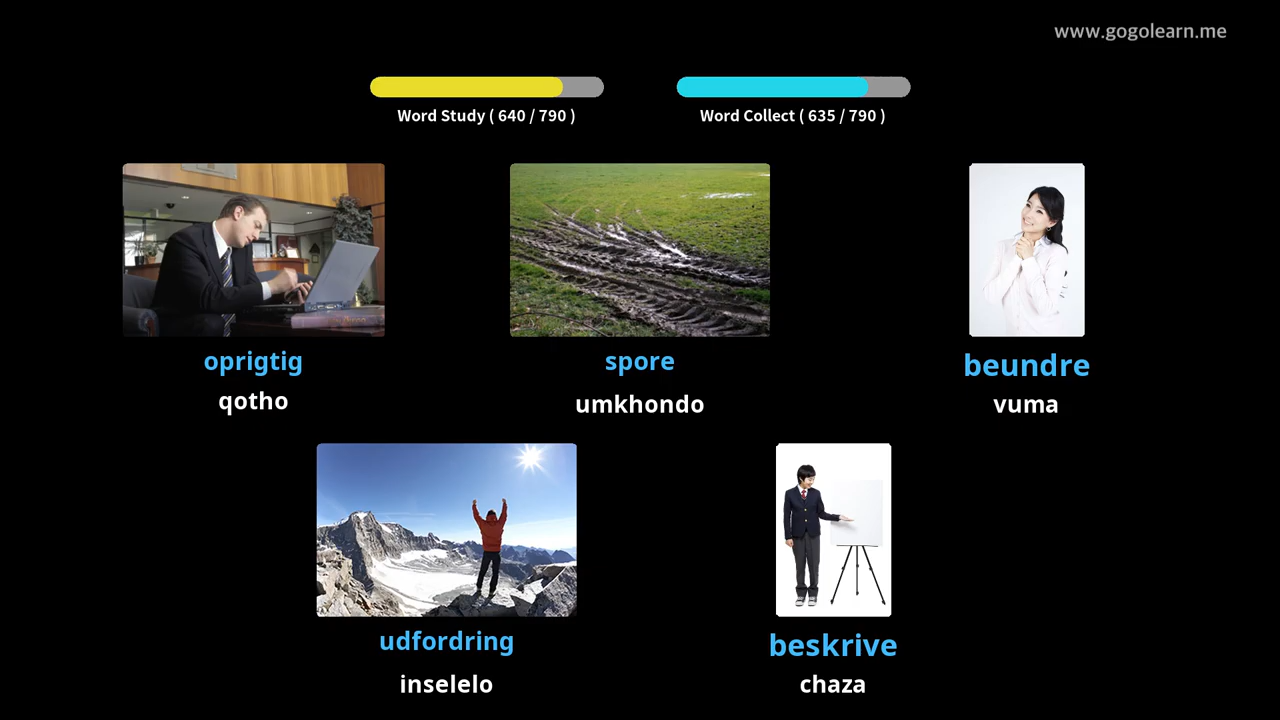 www.gogolearn.me
Word Study ( 640 / 790 )
Word Collect ( 635 / 790 )
oprigtig
spore
beundre
qotho
umkhondo
vuma
udfordring
beskrive
inselelo
chaza